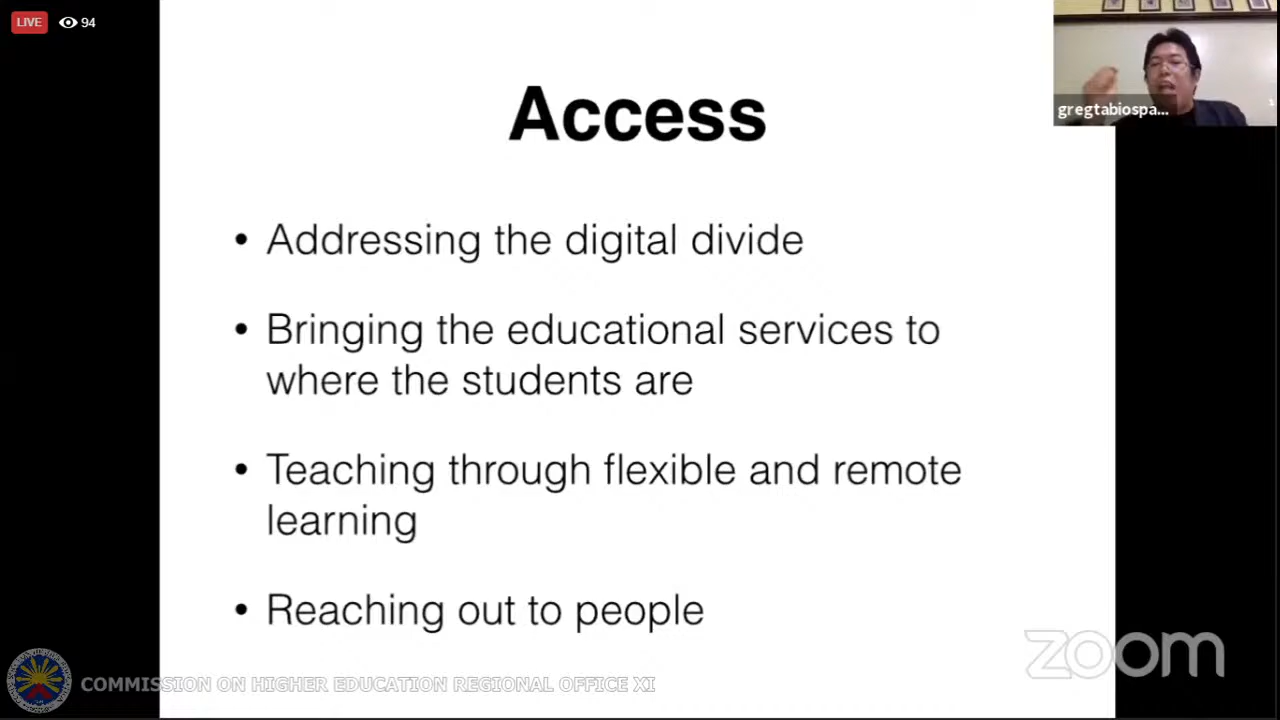 LIVE 94
gregtabiospa...
Access
• Addressing the digital divide
• Bringing the educational services to
where the students are
• Teaching through flexible and remote
learning
• Reaching out to people
zoom
COMMISSION ON HIGHER EDUCATION REGIONAL OFFICE XI